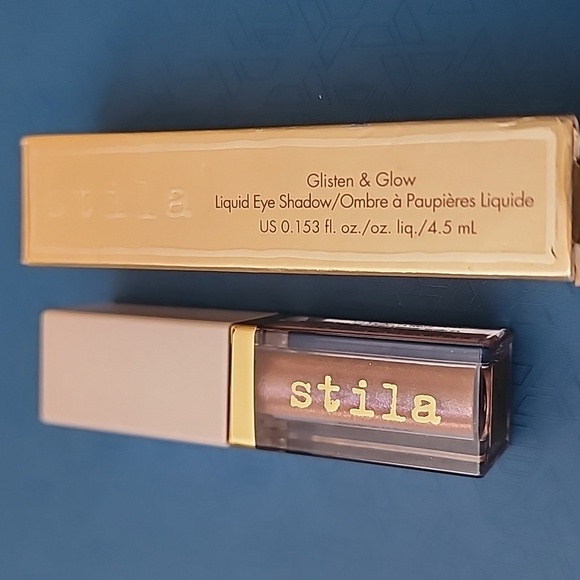 stila
Glisten & Glow
Liquid Eye Shadow/Ombre à Paupières Liquide
US 0.153 fl. oz./oz. liq./4.5 mL
stila